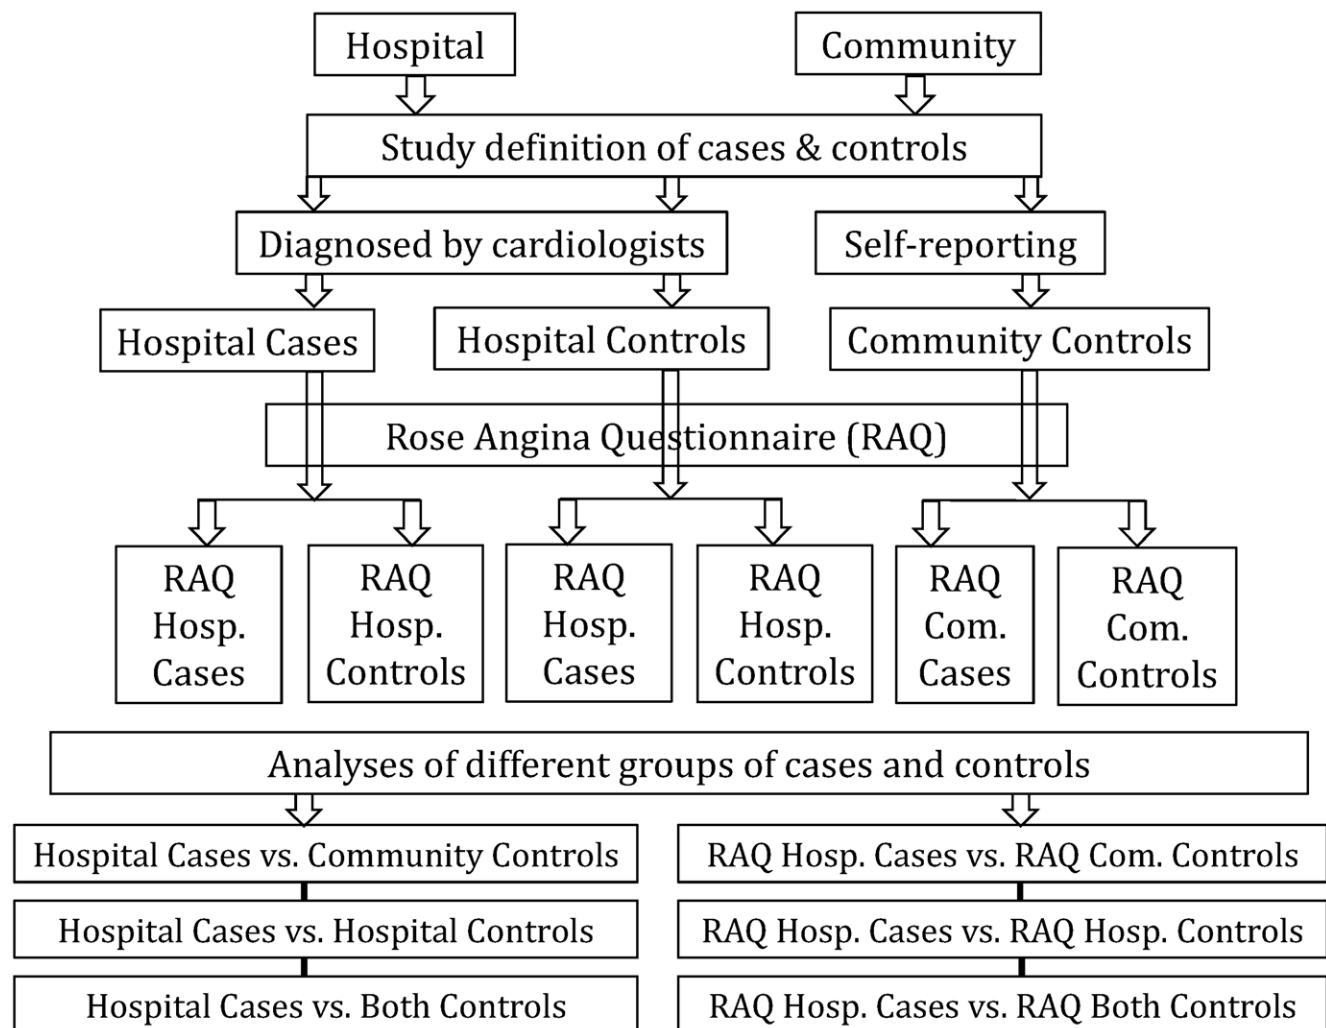 Hospital
Community
Study definition of cases & controls
Diagnosed by cardiologists
Self-reporting
Hospital Cases
Hospital Controls
Community Controls
Rose Angina Questionnaire (RAQ)
RAQ
Hosp.
Cases
RAQ
Hosp.
Controls
RAQ
Hosp.
Cases
RAQ
Hosp.
Controls
RAQ
Com.
Cases
RAQ
Com.
Controls
Analyses of different groups of cases and controls
Hospital Cases vs. Community Controls
RAQ Hosp. Cases vs. RAQ Com. Controls
Hospital Cases vs. Hospital Controls
RAQ Hosp. Cases vs. RAQ Hosp. Controls
Hospital Cases vs. Both Controls
RAQ Hosp. Cases vs. RAQ Both Controls